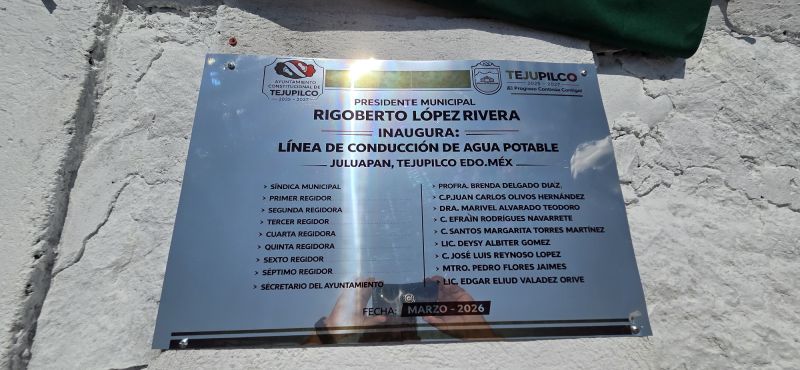 AYUNTAMIENTO
CONSTITUCIONAL DE
TEJUPILCO
2025 - 2027
TEJUPILCO
2025 - 2027
¡El Progreso Continúa Contigo!
PRESIDENTE MUNICIPAL
RIGOBERTO LÓPEZ RIVERA
INAUGURA:
LÍNEA DE CONDUCCIÓN DE AGUA POTABLE
JULUAPAN, TEJUPILCO EDO.MÉX
> SÍNDICA MUNICIPAL > PROFRA. BRENDA DELGADO DIAZ,
> PRIMER REGIDOR > C.P.JUAN CARLOS OLIVOS HERNÁNDEZ
> SEGUNDA REGIDORA > DRA. MARIVEL ALVARADO TEODORO
> TERCER REGIDOR > C. EFRAÌN RODRÍGUES NAVARRETE
> CUARTA REGIDORA > C. SANTOS MARGARITA TORRES MARTÍNEZ
> QUINTA REGIDORA > LIC. DEYSY ALBITER GOMEZ
> SEXTO REGIDOR > C. JOSÉ LUIS REYNOSO LOPEZ
> SÉPTIMO REGIDOR > MTRO. PEDRO FLORES JAIMES
> SECRETARIO DEL AYUNTAMIENTO > LIC. EDGAR ELIUD VALADEZ ORIVE
FECHA: MARZO - 2026